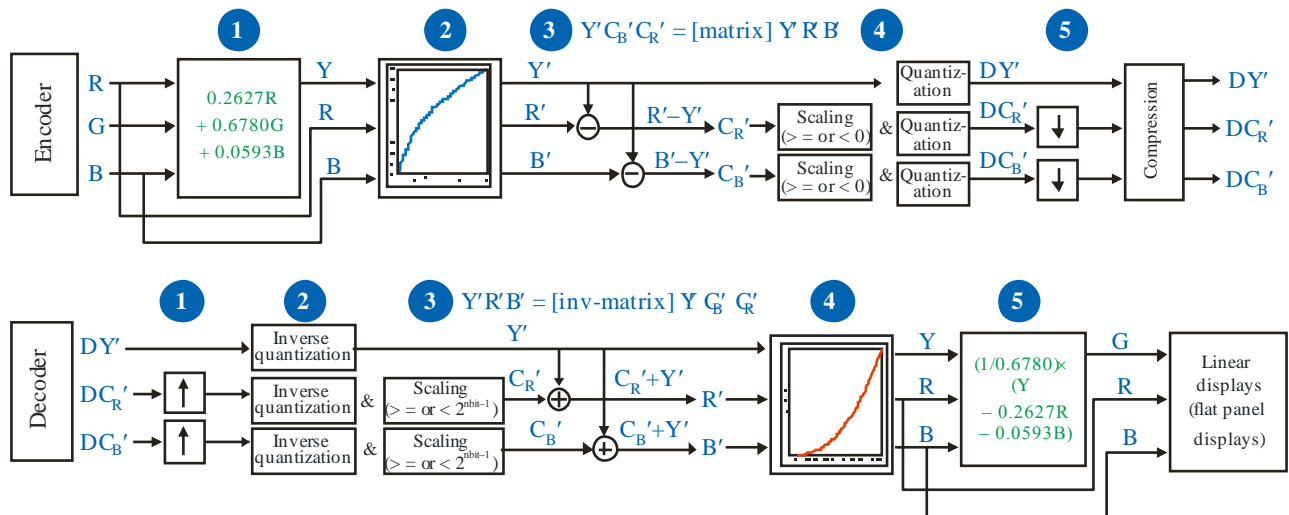 1
2
3
Y′C_B′C_R′ = [matrix] Y′ R′ B′
4
5
Encoder
R
G
B
0.2627R
+ 0.6780G
+ 0.0593B
Y
R
B
Y′
R′
B′
−
−
R′−Y′
B′−Y′
C_R′
C_B′
Scaling
(>= or < 0)
Scaling
(>= or < 0)
&
&
Quantiz-
ation
Quantiz-
ation
Quantiz-
ation
DY′
DC_R′
DC_B′
↓
↓
Compression
DY′
DC_R′
DC_B′
1
2
3
Y′R′B′ = [inv-matrix] Y′ C_B′ C_R′
4
5
Decoder
DY′
DC_R′
DC_B′
↑
↑
Inverse
quantization
Inverse
quantization
Inverse
quantization
&
&
Scaling
(>= or < 2^nbit–1)
Scaling
(>= or < 2^nbit–1)
Y′
C_R′
C_B′
+
+
C_R′+Y′
C_B′+Y′
R′
B′
Y
R
B
(1/0.6780)×
(Y
− 0.2627R
− 0.0593B)
G
R
B
Linear
displays
(flat panel
displays)